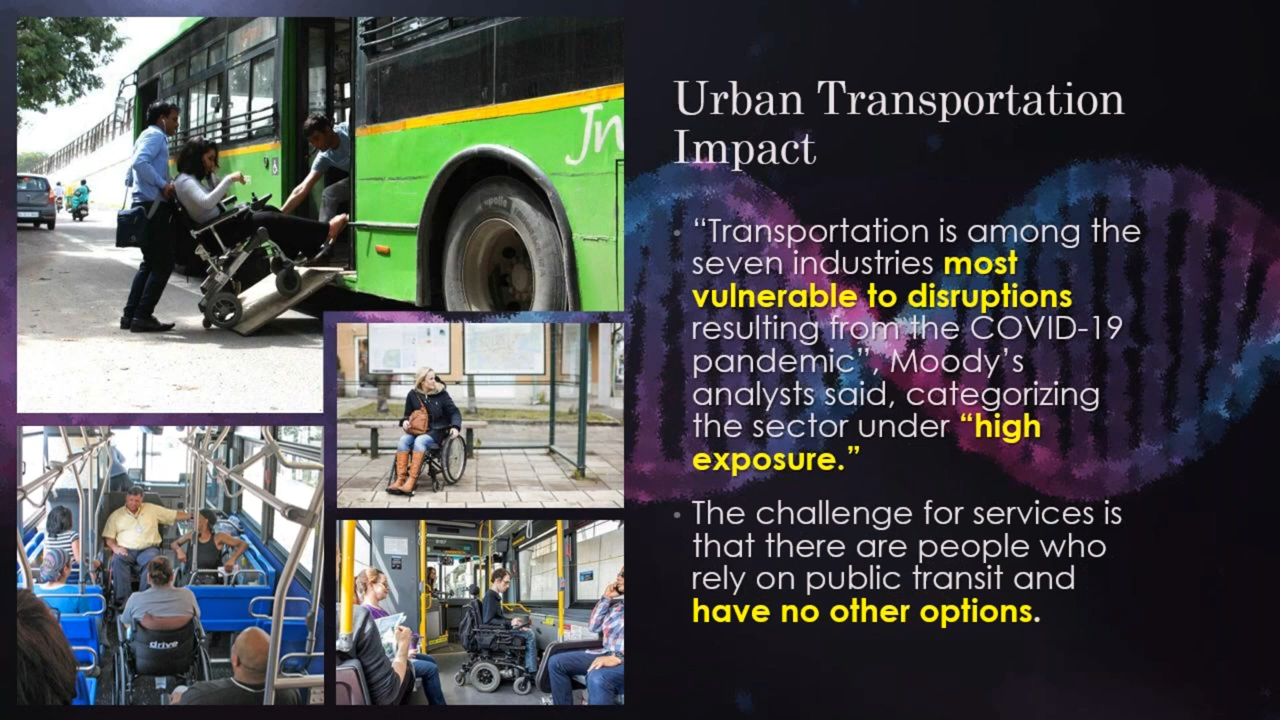 Urban Transportation
Impact
“Transportation is among the
seven industries most
vulnerable to disruptions
resulting from the COVID-19
pandemic”, Moody’s
analysts said, categorizing
the sector under “high
exposure.”
The challenge for services is
that there are people who
rely on public transit and
have no other options.
Jn
drive